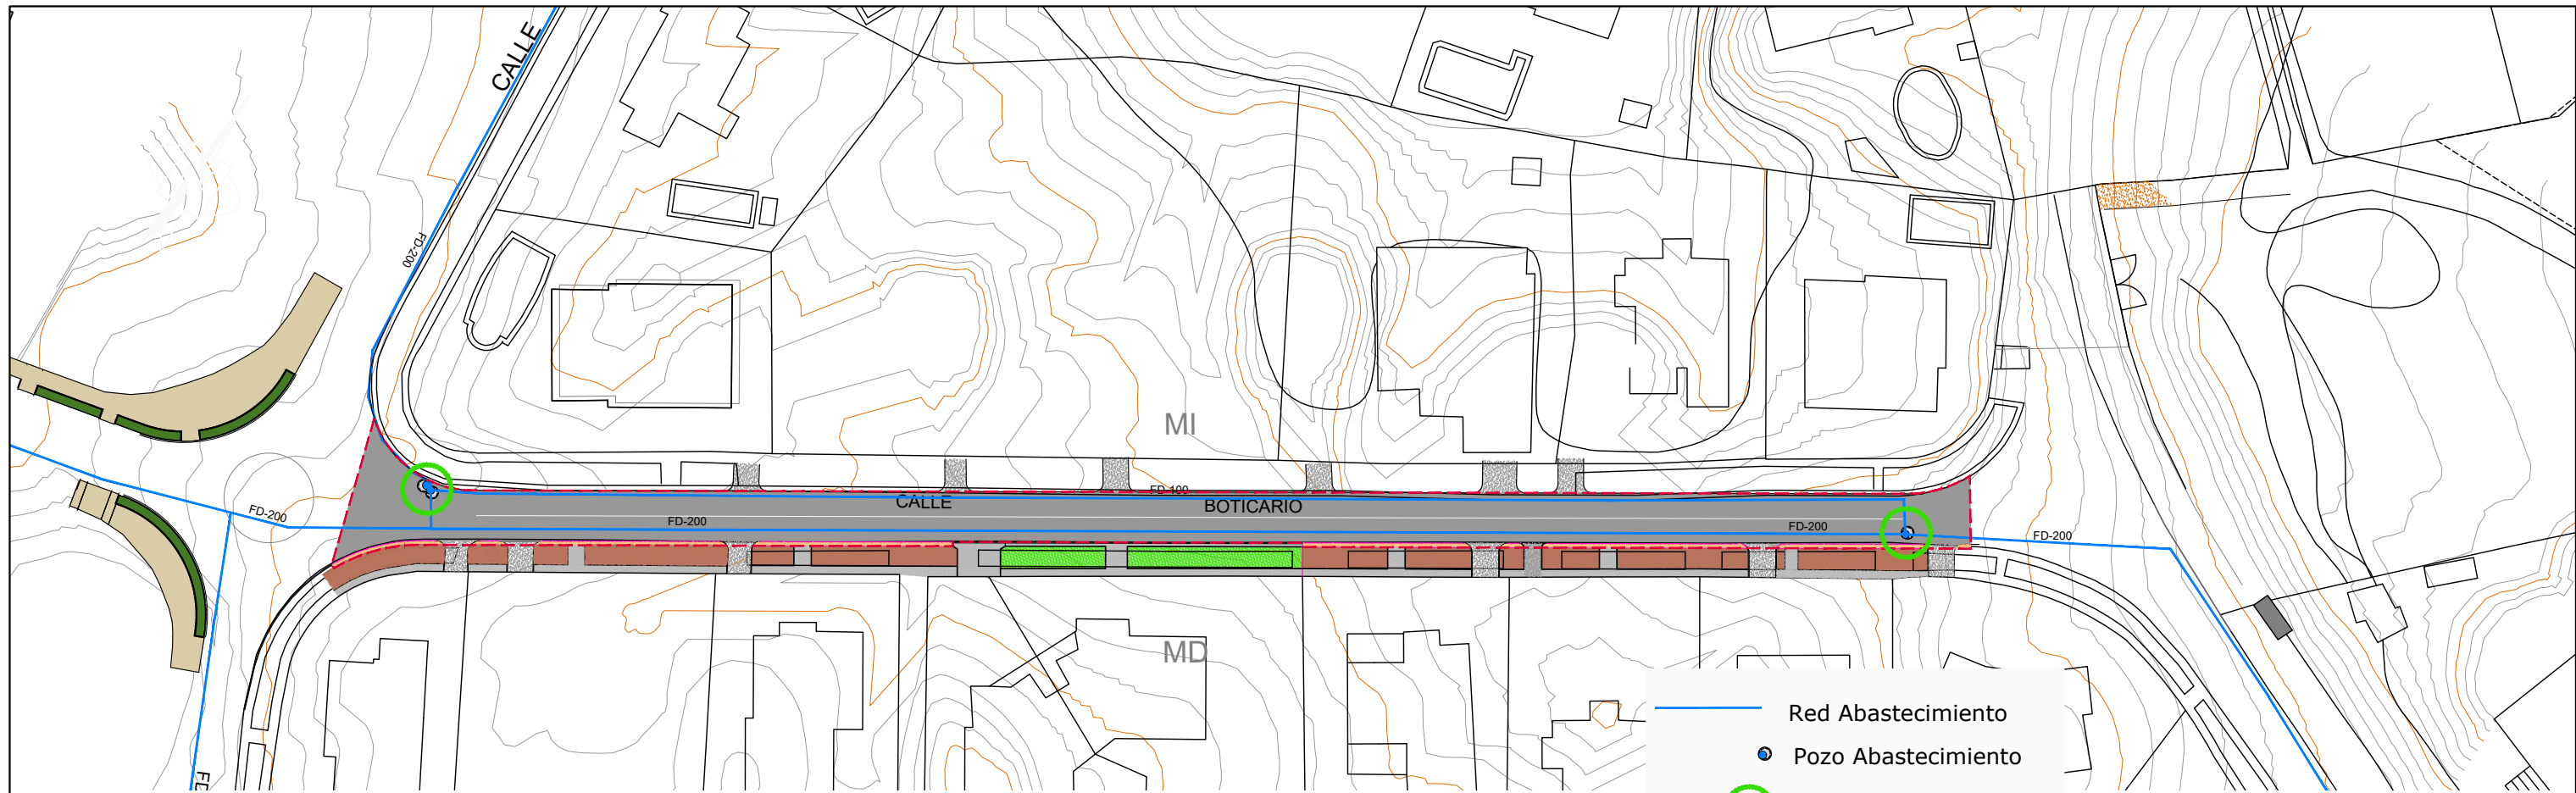 CALLE
FD-200
MI
FD-100
CALLE BOTICARIO
FD-200
FD-200
FD-200
FD-200
MD
Red Abastecimiento
Pozo Abastecimiento
FD